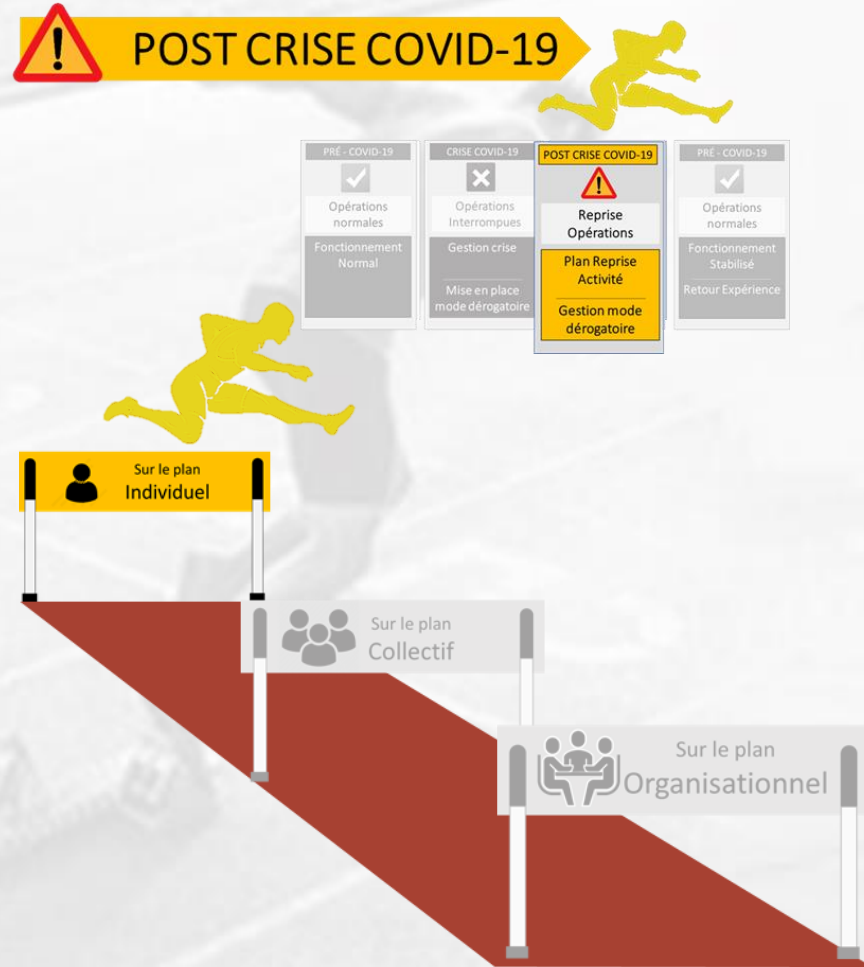 POST CRISE COVID-19
PRÉ - COVID-19
Opérations
normales
Fonctionnement
Normal
CRISE COVID-19
Opérations
Interrompues
Gestion crise
Mise en place
mode dérogatoire
POST CRISE COVID-19
Reprise
Opérations
Plan Reprise
Activité
Gestion mode
dérogatoire
PRÉ - COVID-19
Opérations
normales
Fonctionnement
Stabilisé
Retour Expérience
Sur le plan
Individuel
Sur le plan
Collectif
Sur le plan
Organisationnel